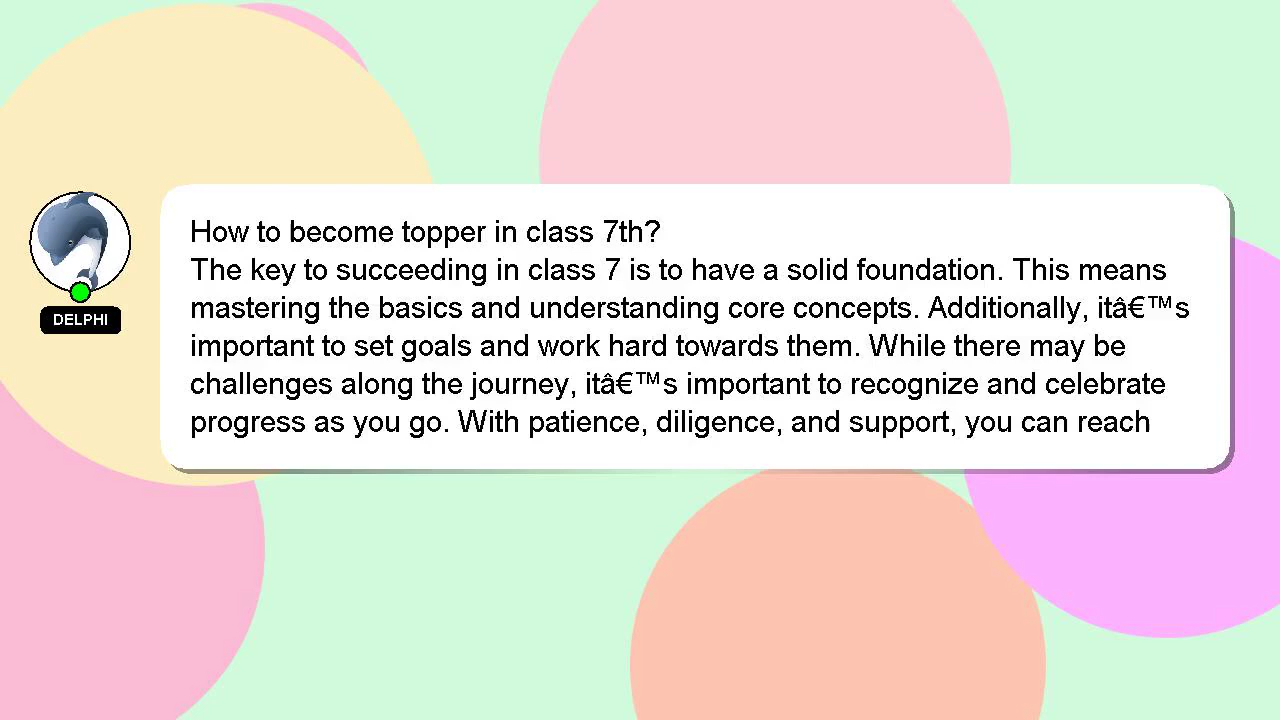 How to become topper in class 7th?
The key to succeeding in class 7 is to have a solid foundation. This means
mastering the basics and understanding core concepts. Additionally, itâ€™s
important to set goals and work hard towards them. While there may be
challenges along the journey, itâ€™s important to recognize and celebrate
progress as you go. With patience, diligence, and support, you can reach
DELPHI